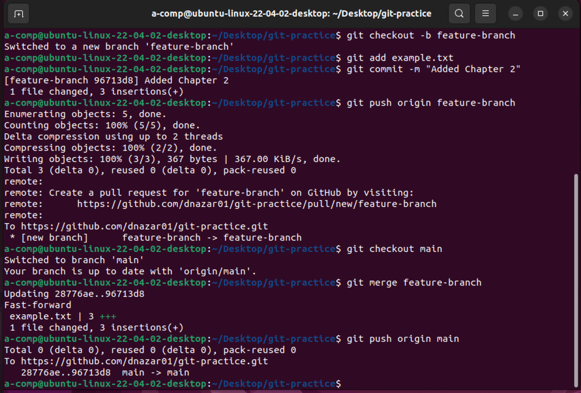 a-comp@ubuntu-linux-22-04-02-desktop: ~/Desktop/git-practice
a-comp@ubuntu-linux-22-04-02-desktop:~/Desktop/git-practice$ git checkout -b feature-branch
Switched to a new branch 'feature-branch'
a-comp@ubuntu-linux-22-04-02-desktop:~/Desktop/git-practice$ git add example.txt
a-comp@ubuntu-linux-22-04-02-desktop:~/Desktop/git-practice$ git commit -m "Added Chapter 2"
[feature-branch 96713d8] Added Chapter 2
 1 file changed, 3 insertions(+)
a-comp@ubuntu-linux-22-04-02-desktop:~/Desktop/git-practice$ git push origin feature-branch
Enumerating objects: 5, done.
Counting objects: 100% (5/5), done.
Delta compression using up to 2 threads
Compressing objects: 100% (2/2), done.
Writing objects: 100% (3/3), 367 bytes | 367.00 KiB/s, done.
Total 3 (delta 0), reused 0 (delta 0), pack-reused 0
remote:
remote: Create a pull request for 'feature-branch' on GitHub by visiting:
remote:      https://github.com/dnazar01/git-practice/pull/new/feature-branch
remote:
To https://github.com/dnazar01/git-practice.git
 * [new branch]      feature-branch -> feature-branch
a-comp@ubuntu-linux-22-04-02-desktop:~/Desktop/git-practice$ git checkout main
Switched to branch 'main'
Your branch is up to date with 'origin/main'.
a-comp@ubuntu-linux-22-04-02-desktop:~/Desktop/git-practice$ git merge feature-branch
Updating 28776ae..96713d8
Fast-forward
 example.txt | 3 +++
 1 file changed, 3 insertions(+)
a-comp@ubuntu-linux-22-04-02-desktop:~/Desktop/git-practice$ git push origin main
Total 0 (delta 0), reused 0 (delta 0), pack-reused 0
To https://github.com/dnazar01/git-practice.git
   28776ae..96713d8  main -> main
a-comp@ubuntu-linux-22-04-02-desktop:~/Desktop/git-practice$